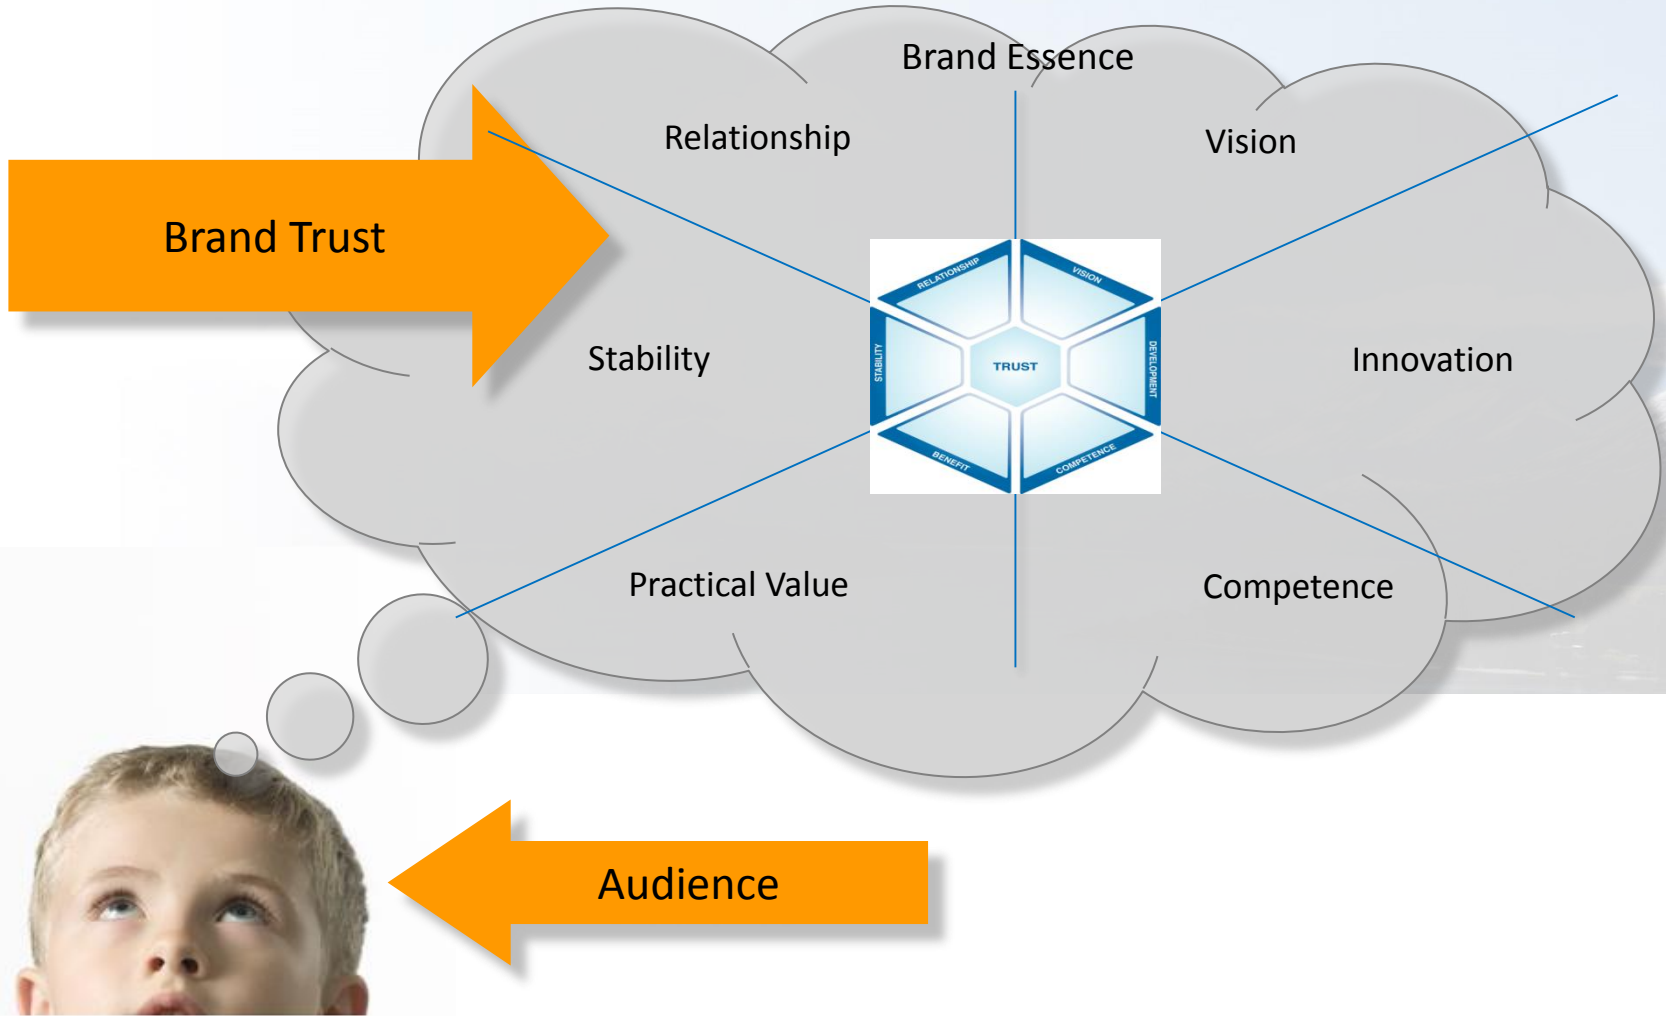 Brand Essence
Relationship
Vision
Brand Trust
RELATIONSHIP
VISION
Stability
STABILITY
TRUST
DEVELOPMENT
Innovation
BENEFIT
COMPETENCE
Practical Value
Competence
Audience